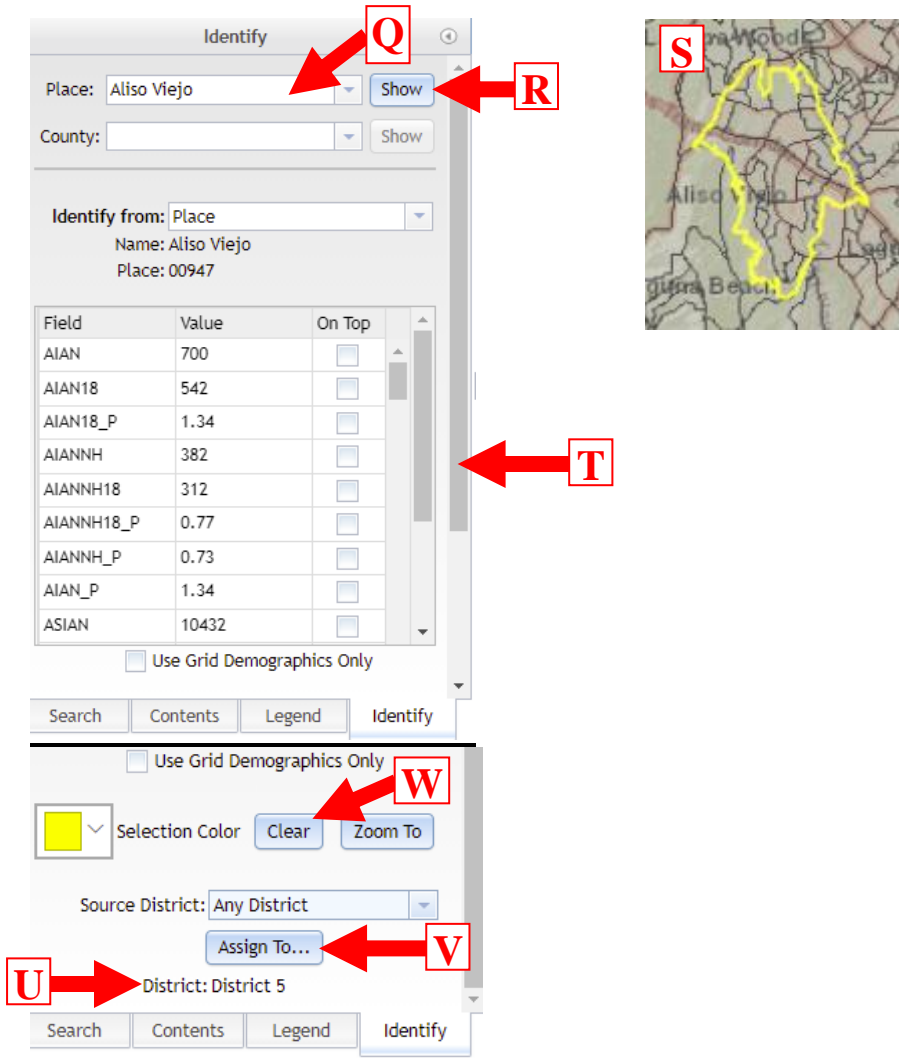 Identify
Q
Place: Aliso Viejo Show
R
County: Show
Identify from: Place
Name: Aliso Viejo
Place: 00947
Field Value On Top
AIAN 700
AIAN18 542
AIAN18_P 1.34
AIANNH 382
AIANNH18 312
AIANNH18_P 0.77
AIANNH_P 0.73
AIAN_P 1.34
ASIAN 10432
Use Grid Demographics Only
Search Contents Legend Identify
T
S
Aliso Viejo
Use Grid Demographics Only
W
Selection Color Clear Zoom To
Source District: Any District
Assign To...
V
U
District: District 5
Search Contents Legend Identify